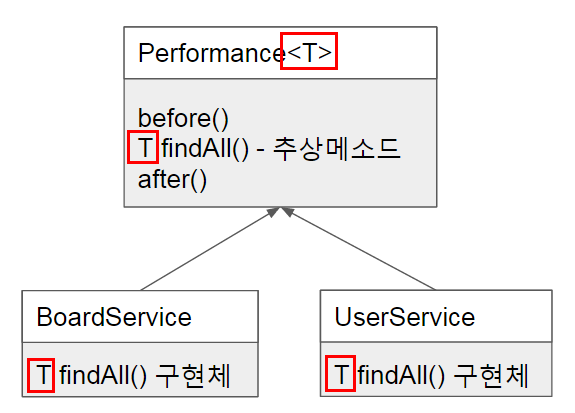 Performance<T>
before()
T findAll() - 추상메소드
after()
BoardService
T findAll() 구현체
UserService
T findAll() 구현체